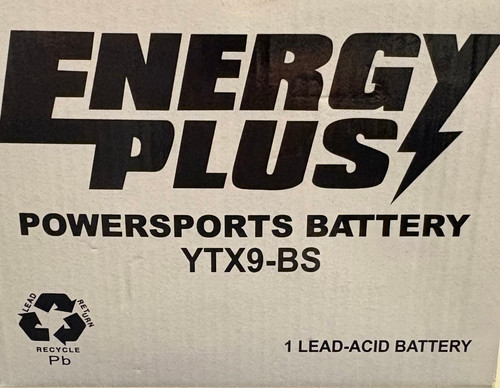 ENERGY
PLUS
POWERSPORTS BATTERY
YTX9-BS
LEAD
RETURN
RECYCLE
Pb
1 LEAD-ACID BATTERY